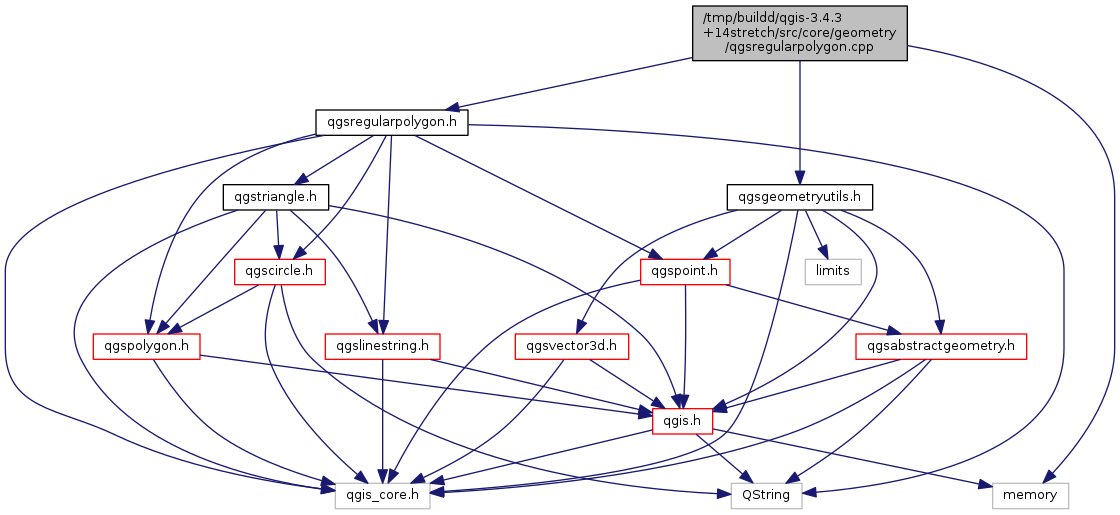 /tmp/buildd/qgis-3.4.3
+14stretch/src/core/geometry
/qgsregularpolygon.cpp
qgsregularpolygon.h
qgstriangle.h
qgsgeometryutils.h
qgscircle.h
qgspoint.h
limits
qgspolygon.h
qgslinestring.h
qgsvector3d.h
qgsabstractgeometry.h
qgis.h
qgis_core.h
QString
memory